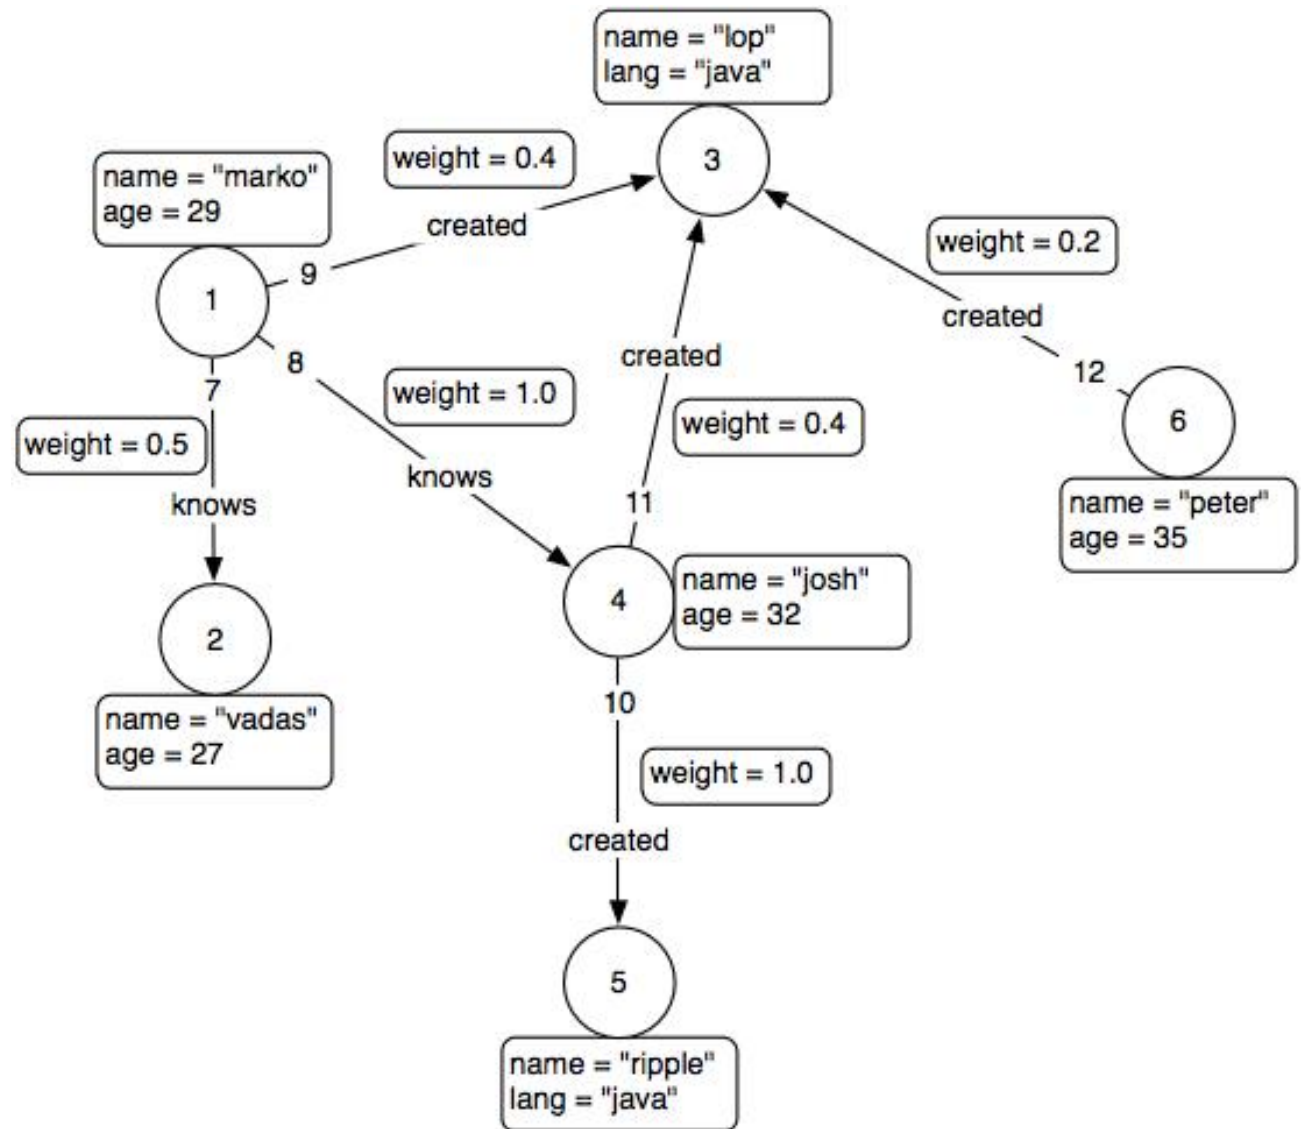 name = "lop"
lang = "java"
3
weight = 0.4
created
name = "marko"
age = 29
1
9
8
7
weight = 0.2
created
12
6
name = "peter"
age = 35
created
weight = 0.4
11
weight = 1.0
knows
weight = 0.5
knows
2
name = "vadas"
age = 27
4
name = "josh"
age = 32
10
weight = 1.0
created
5
name = "ripple"
lang = "java"